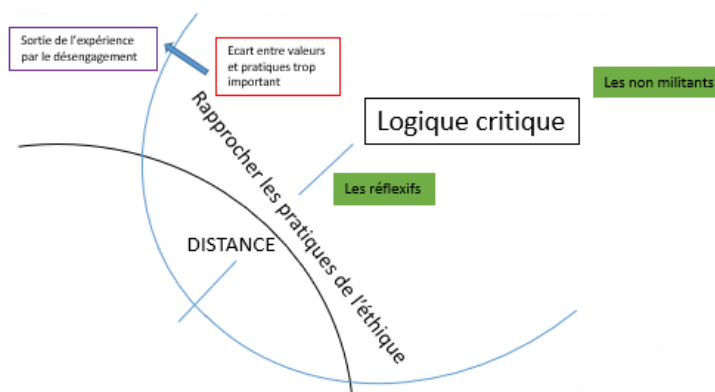 Sortie de l'expérience
par le désengagement
Ecart entre valeurs
et pratiques trop
important
Les non militants
Logique critique
Les réflexifs
Rapprocher les pratiques de l'éthique
DISTANCE